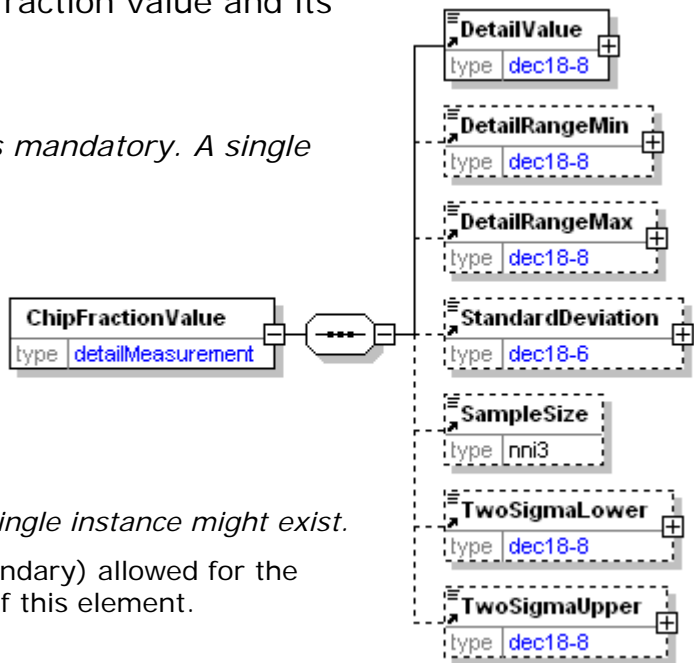 fraction value and its
s mandatory. A single
ingle instance might exist.
ndary) allowed for the
f this element.
ChipFractionValue
type detailMeasurement
DetailValue
type dec18-8
DetailRangeMin
type dec18-8
DetailRangeMax
type dec18-8
StandardDeviation
type dec18-6
SampleSize
type nni3
TwoSigmaLower
type dec18-8
TwoSigmaUpper
type dec18-8